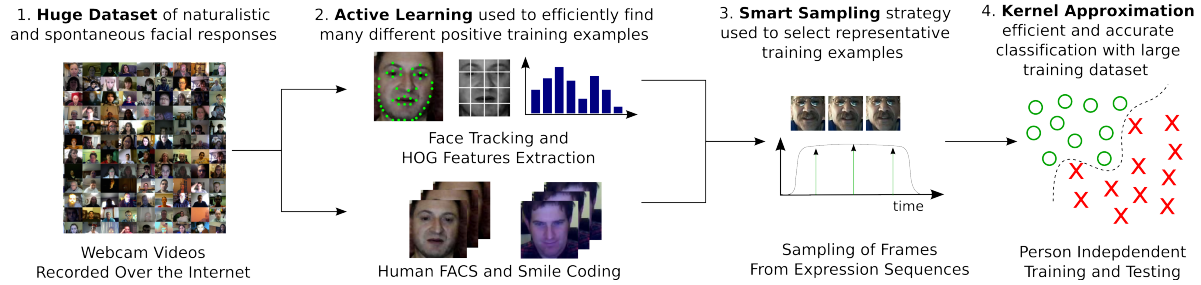 1. Huge Dataset of naturalistic
and spontaneous facial responses
Webcam Videos
Recorded Over the Internet
2. Active Learning used to efficiently find
many different positive training examples
Face Tracking and
HOG Features Extraction
Human FACS and Smile Coding
3. Smart Sampling strategy
used to select representative
training examples
time
Sampling of Frames
From Expression Sequences
4. Kernel Approximation
efficient and accurate
classification with large
training dataset
Person Indepdendent
Training and Testing